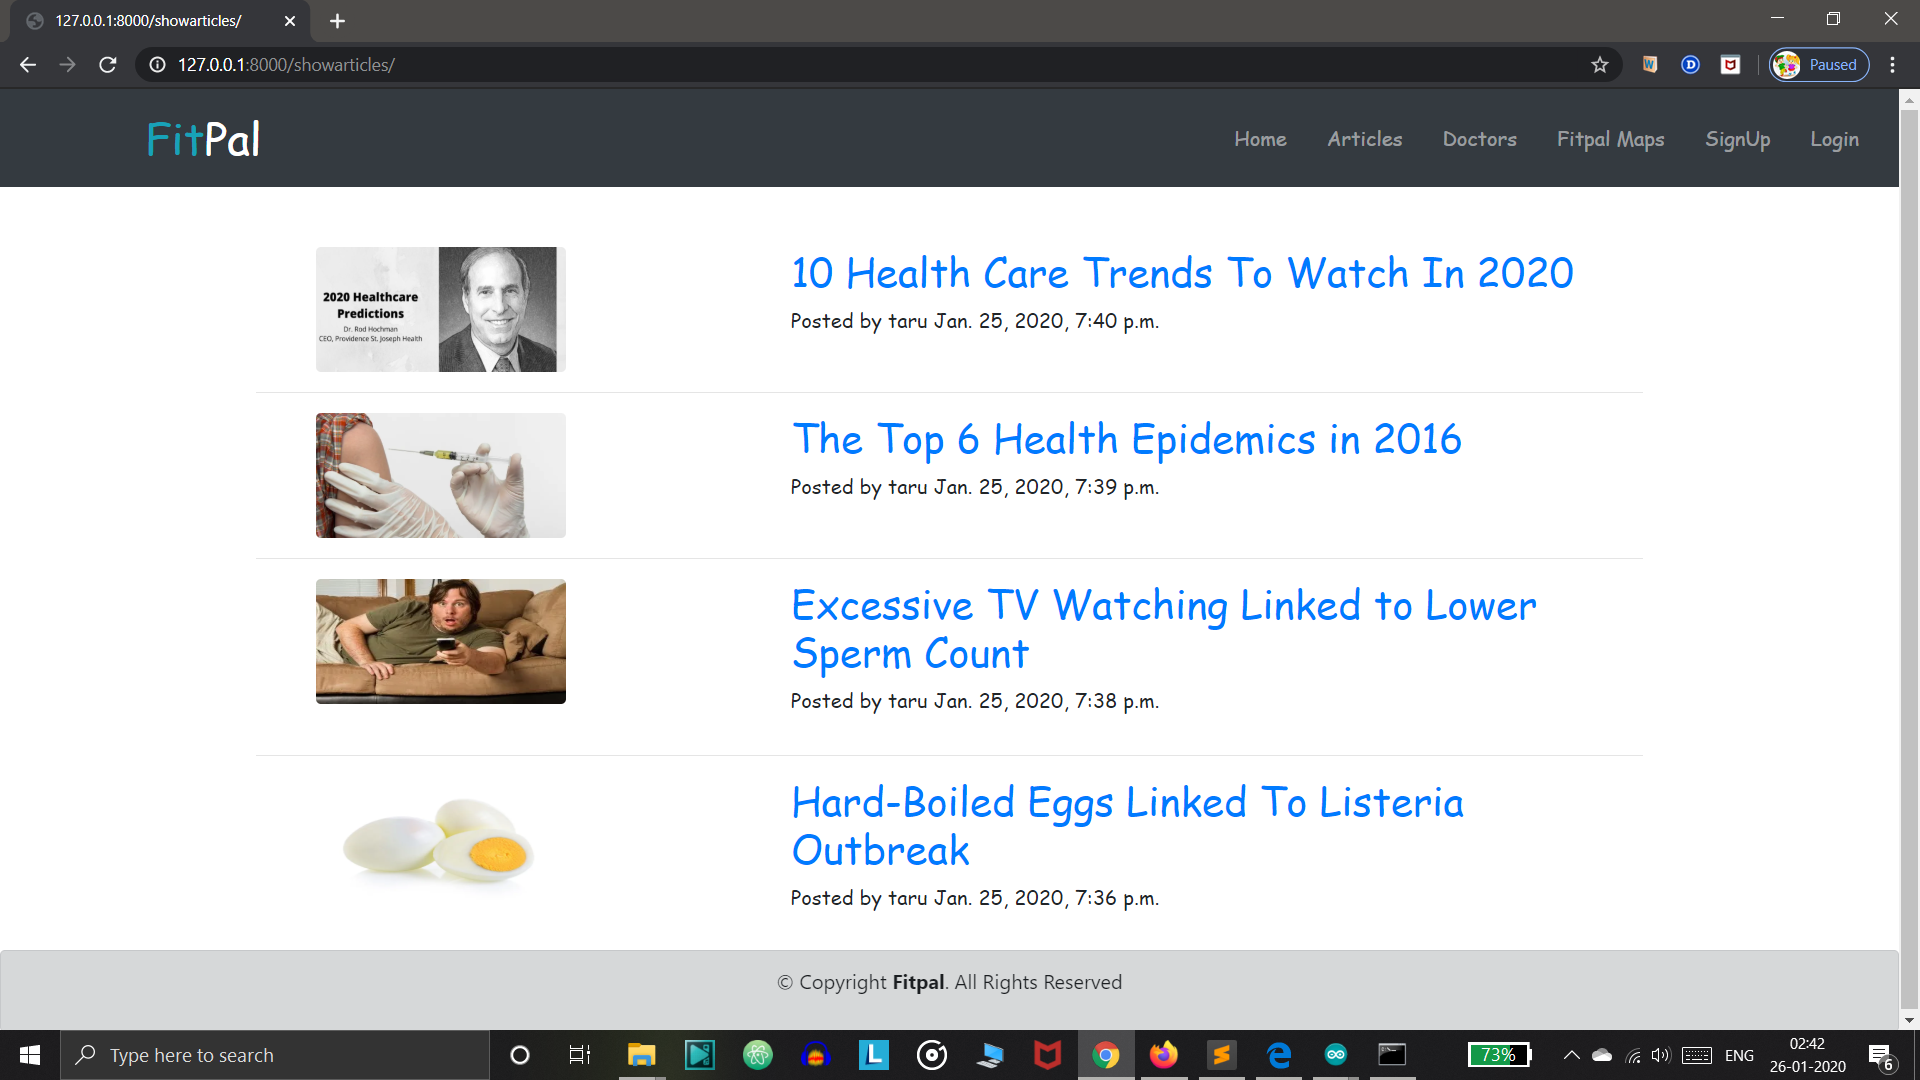 127.0.0.1:8000/showarticles/
127.0.0.1:8000/showarticles/
W
D
Paused
FitPal
Home
Articles
Doctors
Fitpal Maps
SignUp
Login
2020 Healthcare
Predictions
Dr. Rod Hochman
CEO, Providence St. Joseph Health
10 Health Care Trends To Watch In 2020
Posted by taru Jan. 25, 2020, 7:40 p.m.
The Top 6 Health Epidemics in 2016
Posted by taru Jan. 25, 2020, 7:39 p.m.
Excessive TV Watching Linked to Lower
Sperm Count
Posted by taru Jan. 25, 2020, 7:38 p.m.
Hard-Boiled Eggs Linked To Listeria
Outbreak
Posted by taru Jan. 25, 2020, 7:36 p.m.
© Copyright Fitpal. All Rights Reserved
Type here to search
L
73%
ENG
02:42
26-01-2020
6